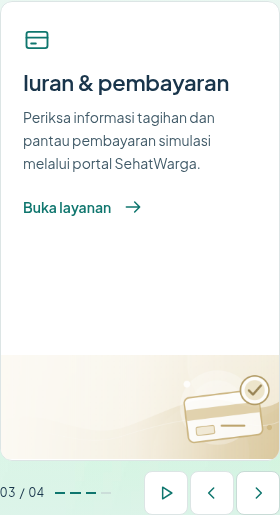 Iuran & pembayaran
Periksa informasi tagihan dan
pantau pembayaran simulasi
melalui portal SehatWarga.
Buka layanan
03 / 04